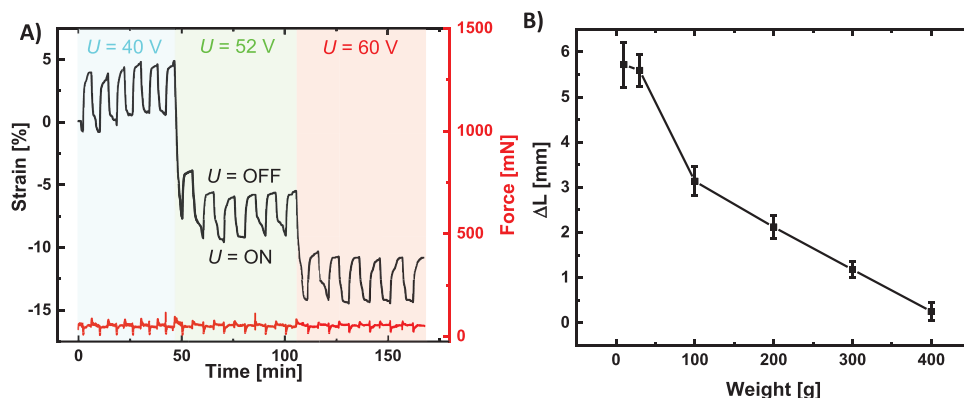 A)
U = 40 V
U = 52 V
U = 60 V
Strain [%]
5
0
-5
-10
-15
U = OFF
U = ON
0
50
100
150
Time [min]
1500
1000
500
0
Force [mN]
B)
ΔL [mm]
6
5
4
3
2
1
0
0
100
200
300
400
Weight [g]